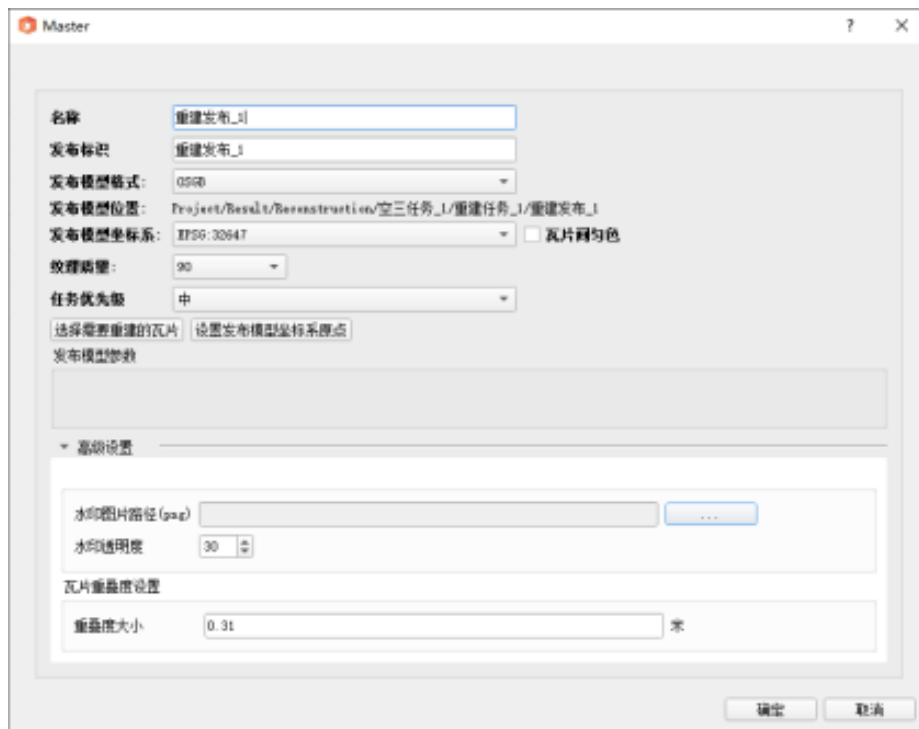 Master
名称 重建发布_1
发布标识 重建发布_1
发布模型格式: OSGB
发布模型位置: Project/Result/Reconstruction/空三任务_1/重建任务_1/重建发布_1
发布模型坐标系: EPSG:32647 瓦片间匀色
纹理质量: 90
任务优先级 中
选择需要重建的瓦片 设置发布模型坐标系原点
发布模型参数
高级设置
水印图片路径(png) ...
水印透明度 30
瓦片重叠度设置
重叠度大小 0.31 米
确定 取消